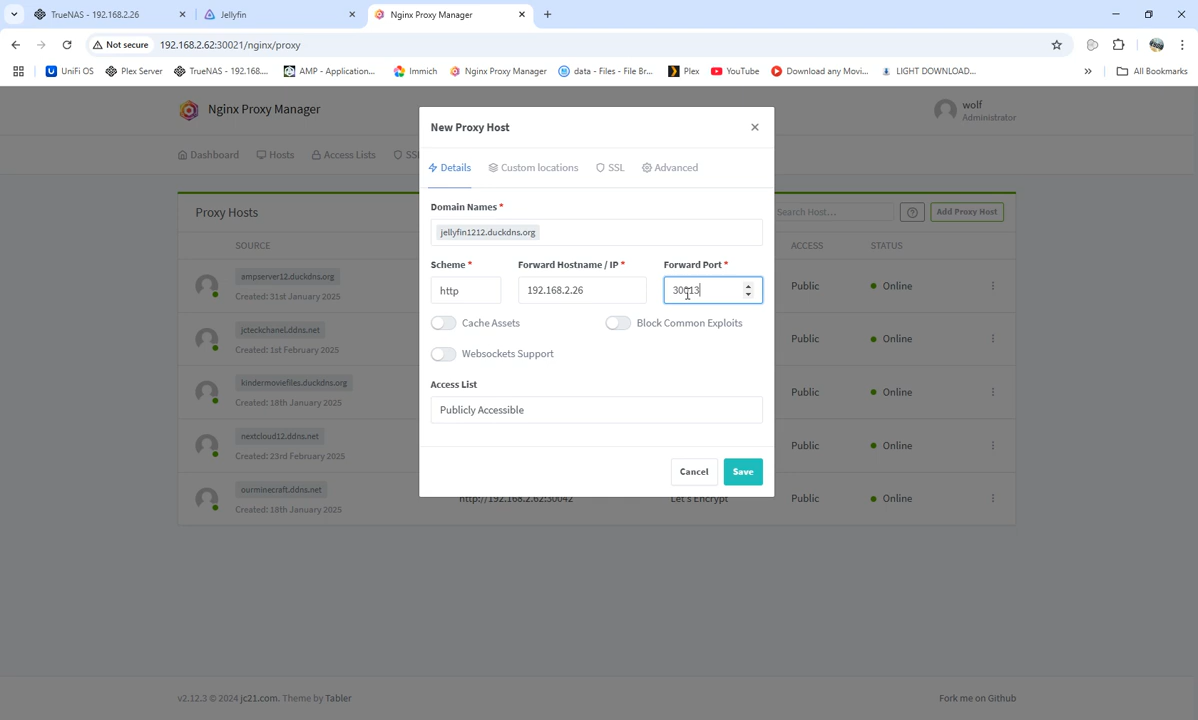 TrueNAS - 192.168.2.26
Jellyfin
Nginx Proxy Manager
Not secure
192.168.2.62:30021/nginx/proxy
UniFi OS
Plex Server
TrueNAS - 192.168....
AMP - Application...
Immich
Nginx Proxy Manager
data - Files - File Br...
Plex
YouTube
Download any Movi...
LIGHT DOWNLOAD...
All Bookmarks
Nginx Proxy Manager
wolf
Administrator
Dashboard
Hosts
Access Lists
SS
New Proxy Host
Details
Custom locations
SSL
Advanced
Domain Names *
jellyfin1212.duckdns.org
Scheme *
Forward Hostname / IP *
Forward Port *
http
192.168.2.26
30013
Cache Assets
Block Common Exploits
Websockets Support
Access List
Publicly Accessible
Cancel
Save
Proxy Hosts
Search Host...
Add Proxy Host
SOURCE
ACCESS
STATUS
ampserver12.duckdns.org
Created: 31st January 2025
Public
Online
jcteckchanel.ddns.net
Created: 1st February 2025
Public
Online
kindermoviefiles.duckdns.org
Created: 18th January 2025
Public
Online
nextcloud12.ddns.net
Created: 23rd February 2025
Public
Online
ourminecraft.ddns.net
Created: 18th January 2025
http://192.168.2.62:30042
Let's Encrypt
Public
Online
v2.12.3 © 2024 jc21.com. Theme by Tabler
Fork me on Github